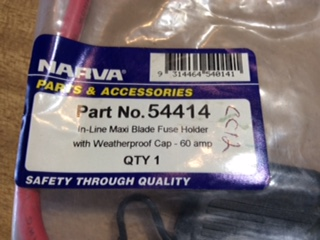 NARVA
9 314464 540141
PARTS & ACCESSORIES
Part No.54414
In-Line Maxi Blade Fuse Holder
with Weatherproof Cap - 60 amp
QTY 1
SAFETY THROUGH QUALITY